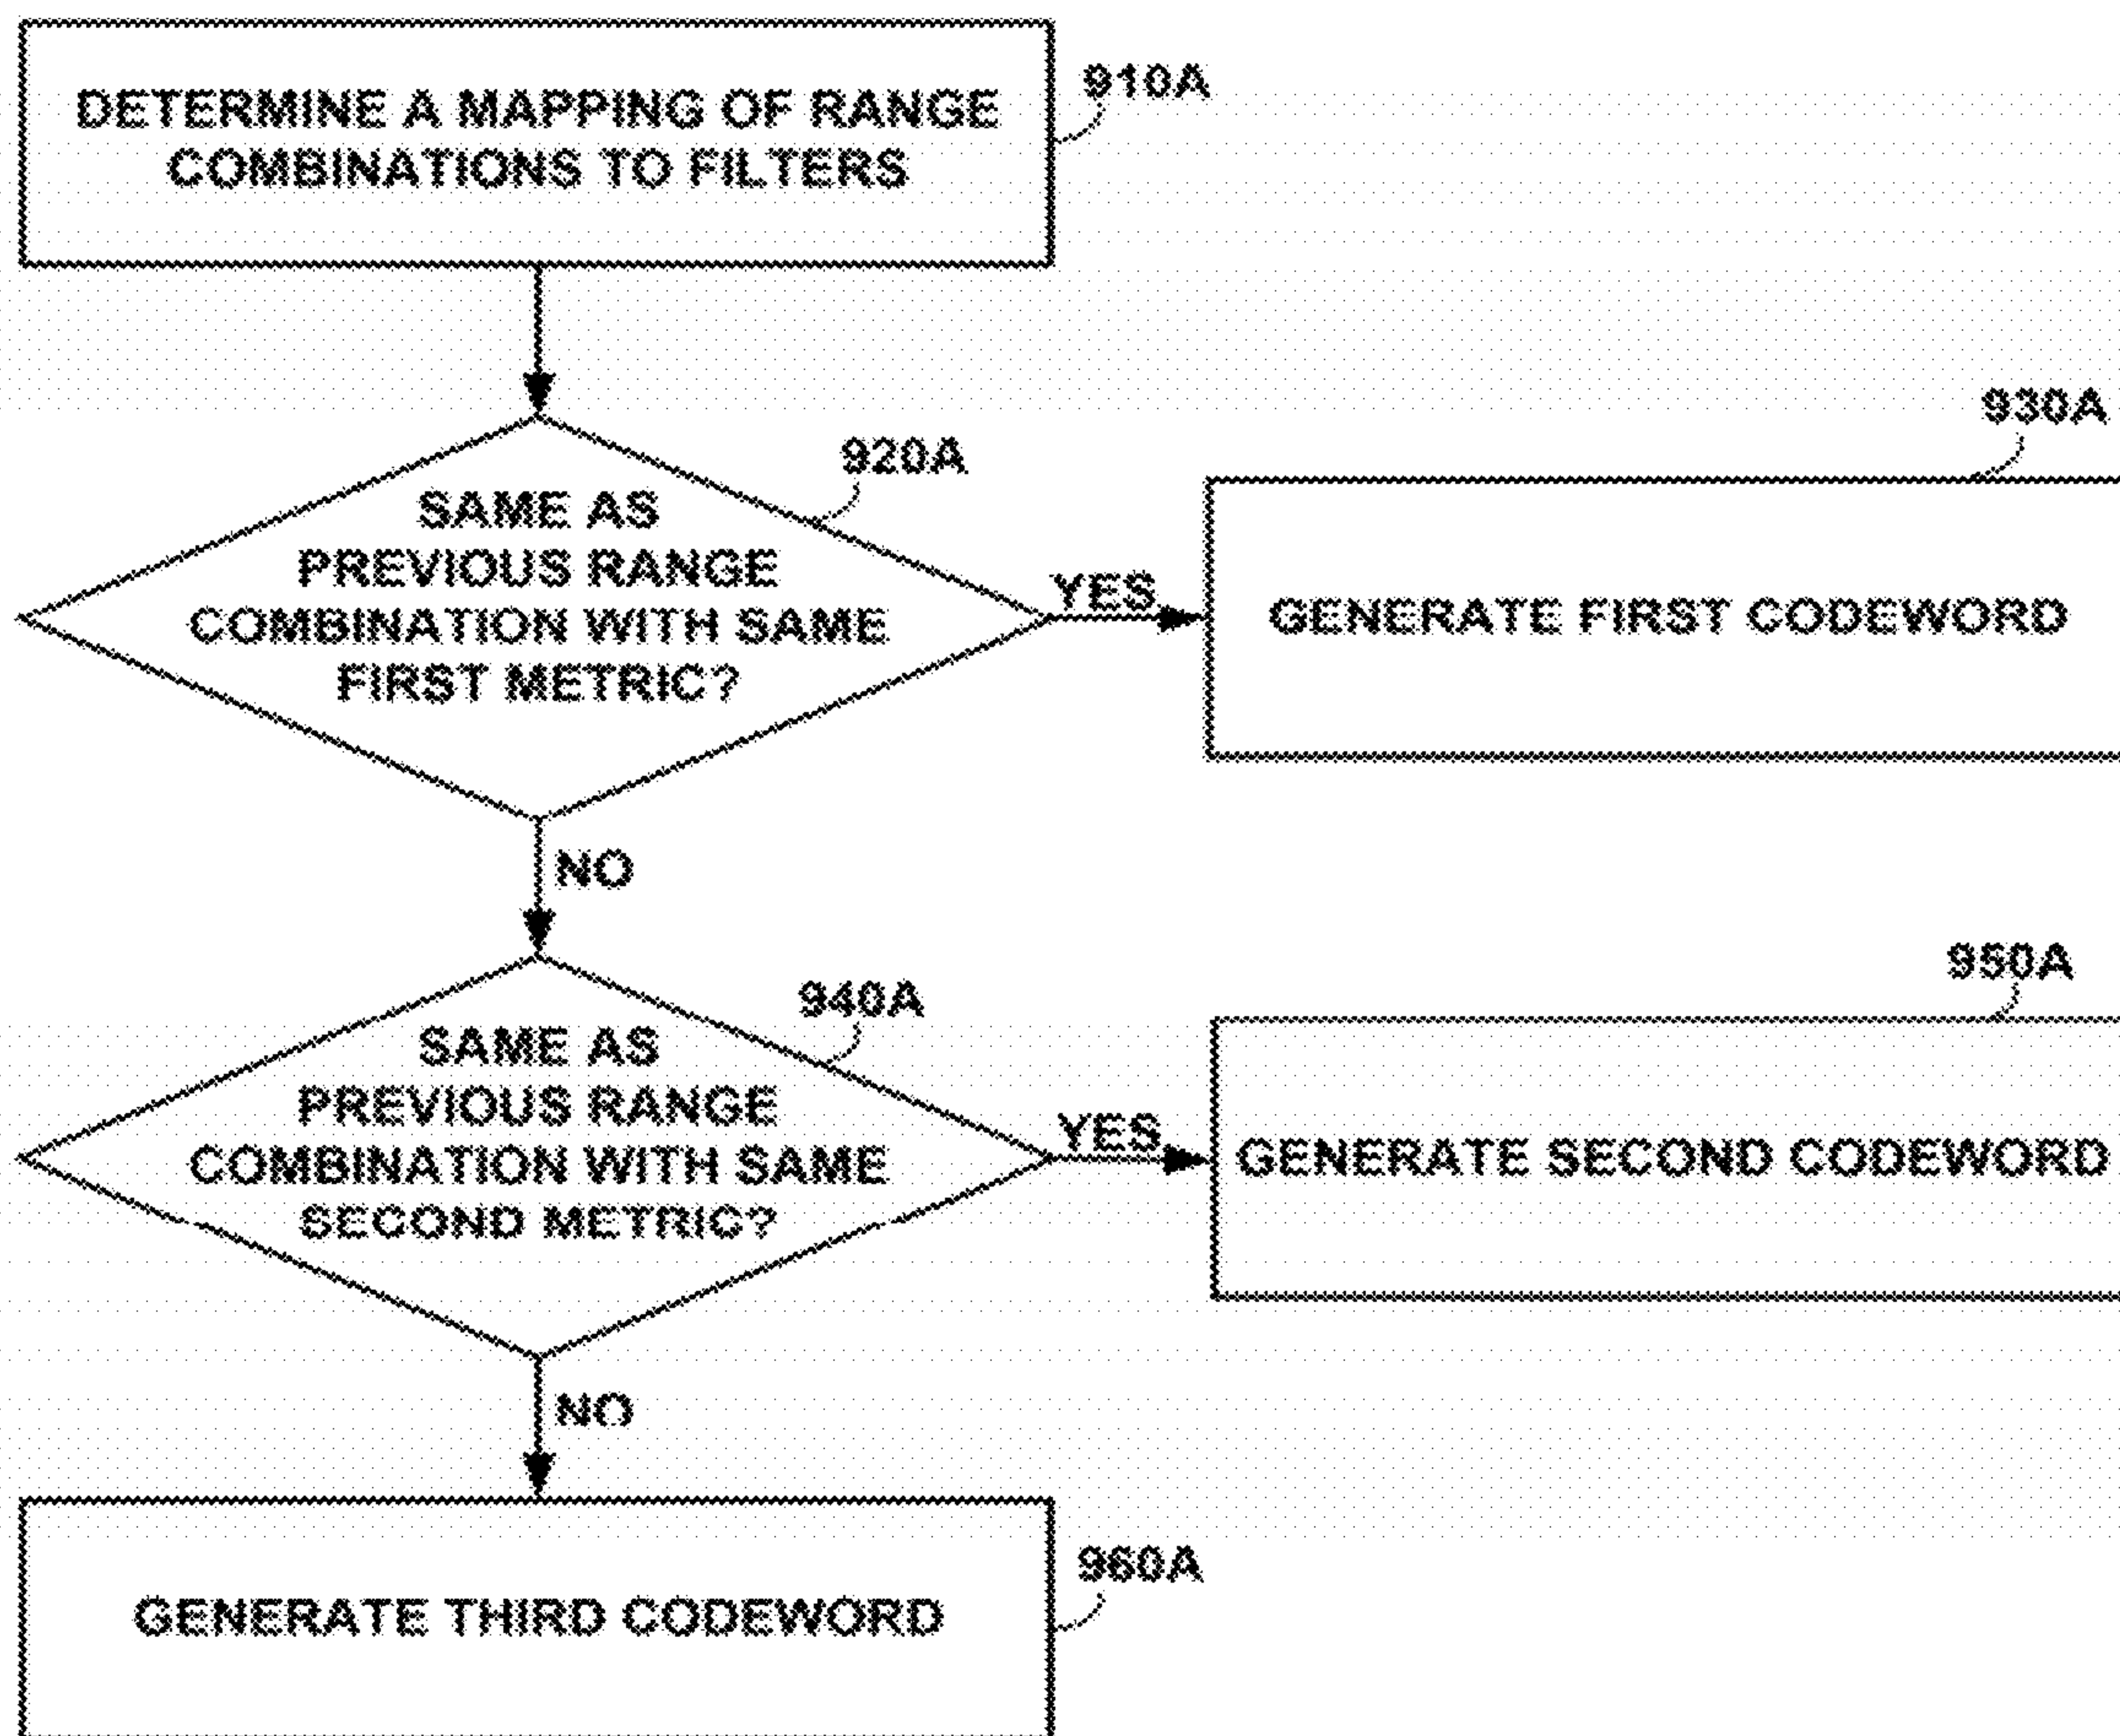 DETERMINE A MAPPING OF RANGE
COMBINATIONS TO FILTERS
910A
920A
SAME AS
PREVIOUS RANGE
COMBINATION WITH SAME
FIRST METRIC?
YES
930A
GENERATE FIRST CODEWORD
NO
940A
SAME AS
PREVIOUS RANGE
COMBINATION WITH SAME
SECOND METRIC?
YES
950A
GENERATE SECOND CODEWORD
NO
960A
GENERATE THIRD CODEWORD